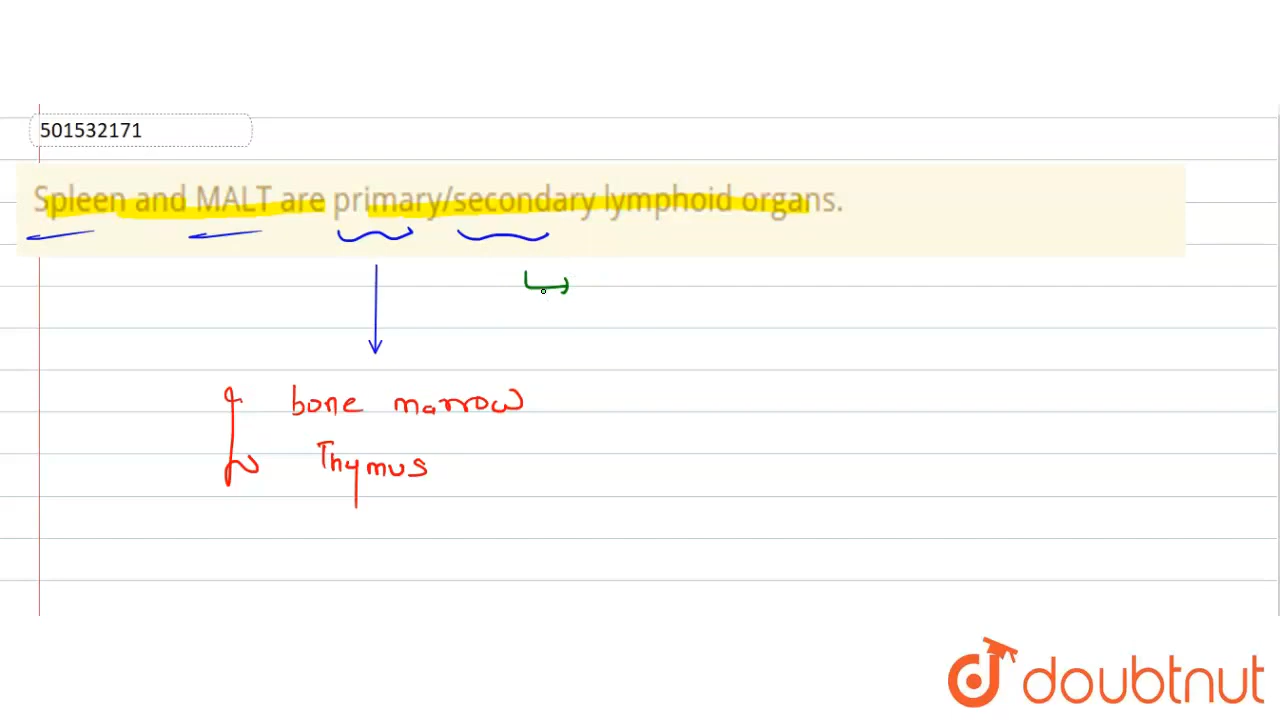 501532171
Spleen and MALT are primary/secondary lymphoid organs.
bone marrow
Thymus
doubtnut